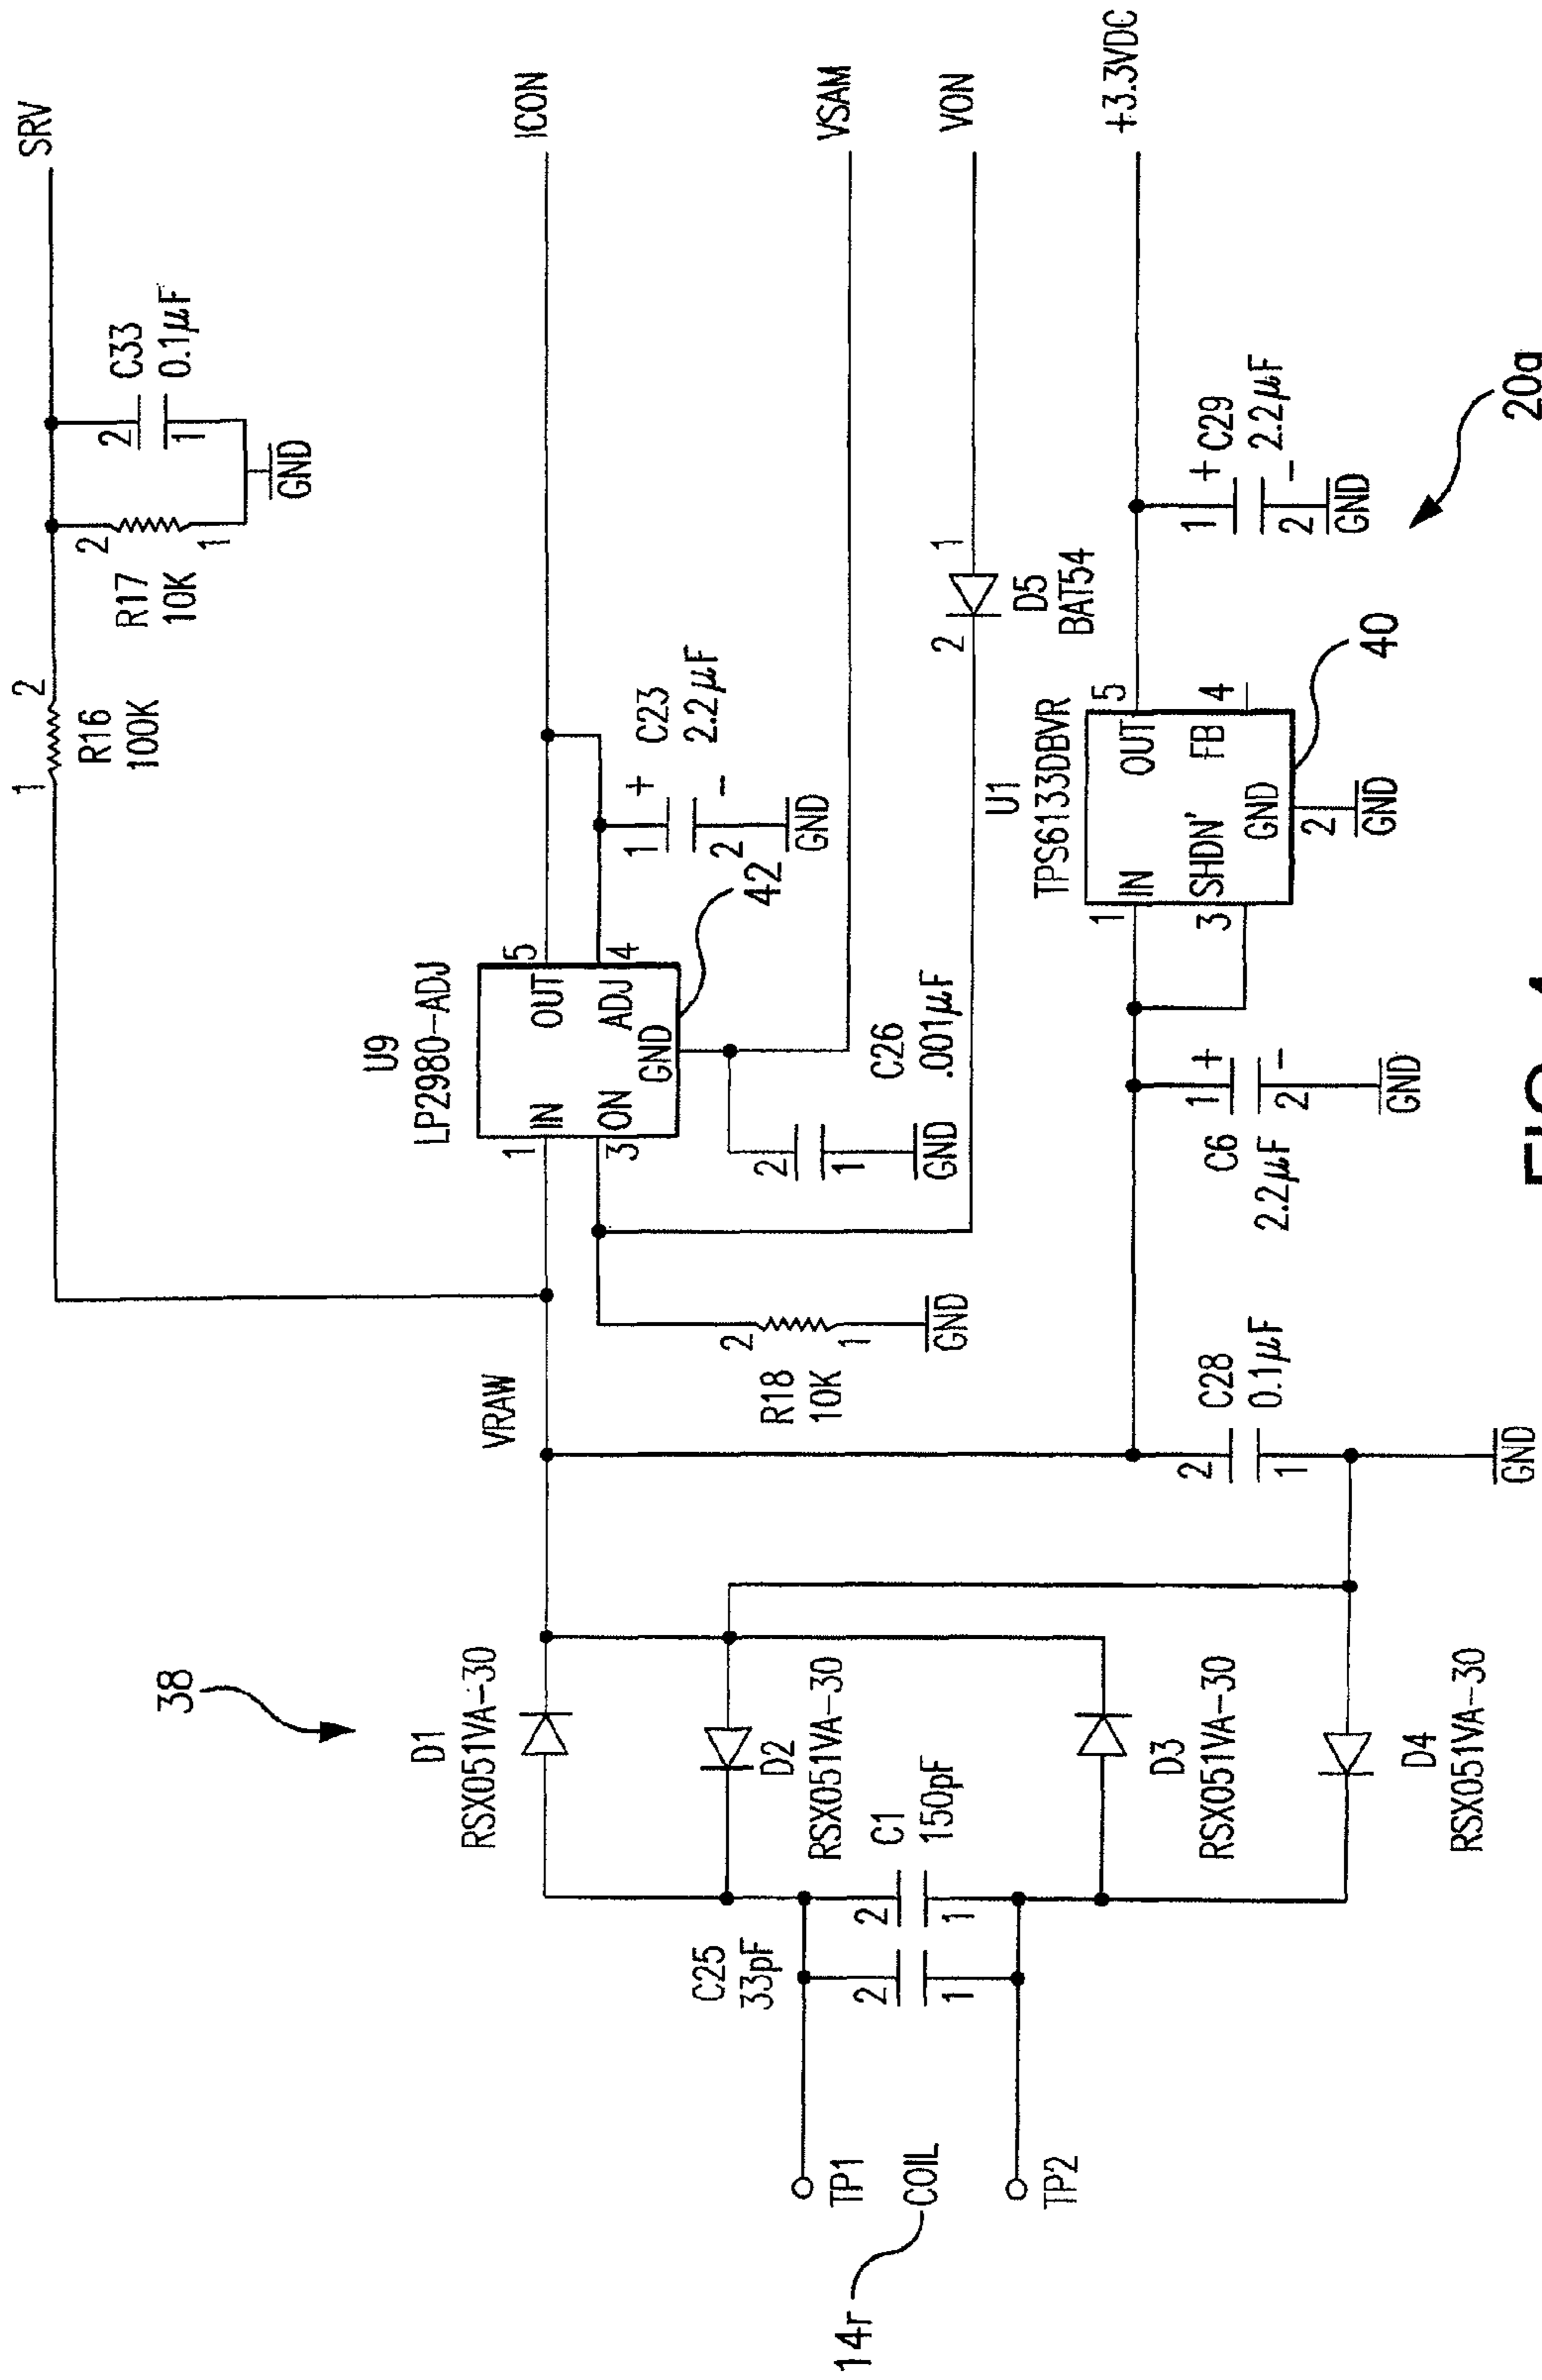 SRV
R16
100K
1
2
R17
10K
2
1
C33
0.1µF
2
1
GND
ICON
U9
LP2980-ADJ
1
IN
OUT
5
3
ON
ADJ
4
GND
42
C23
2.2µF
1
+
2
-
GND
VSAM
C26
.001µF
2
1
GND
VON
D5
BAT54
2
1
VRAW
R18
10K
2
1
GND
38
D1
RSX051VA-30
D2
RSX051VA-30
D3
RSX051VA-30
D4
RSX051VA-30
C1
150pF
2
1
C25
33pF
2
1
TP1
COIL
TP2
14r
C28
0.1µF
2
1
GND
C6
2.2µF
1
+
2
-
GND
U1
TPS6133DBVR
1
IN
OUT
5
3
SHDN'
FB
4
GND
2
GND
40
+3.3VDC
C29
2.2µF
1
+
2
-
GND
20a